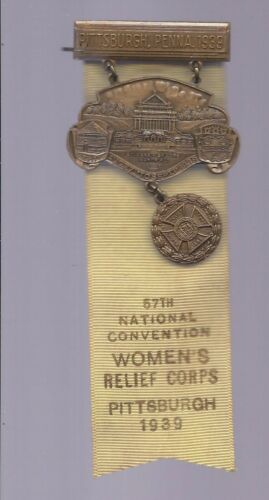 PITTSBURGH, PENNA. 1939
57TH
NATIONAL
CONVENTION
WOMEN'S
RELIEF CORPS
PITTSBURGH
1939